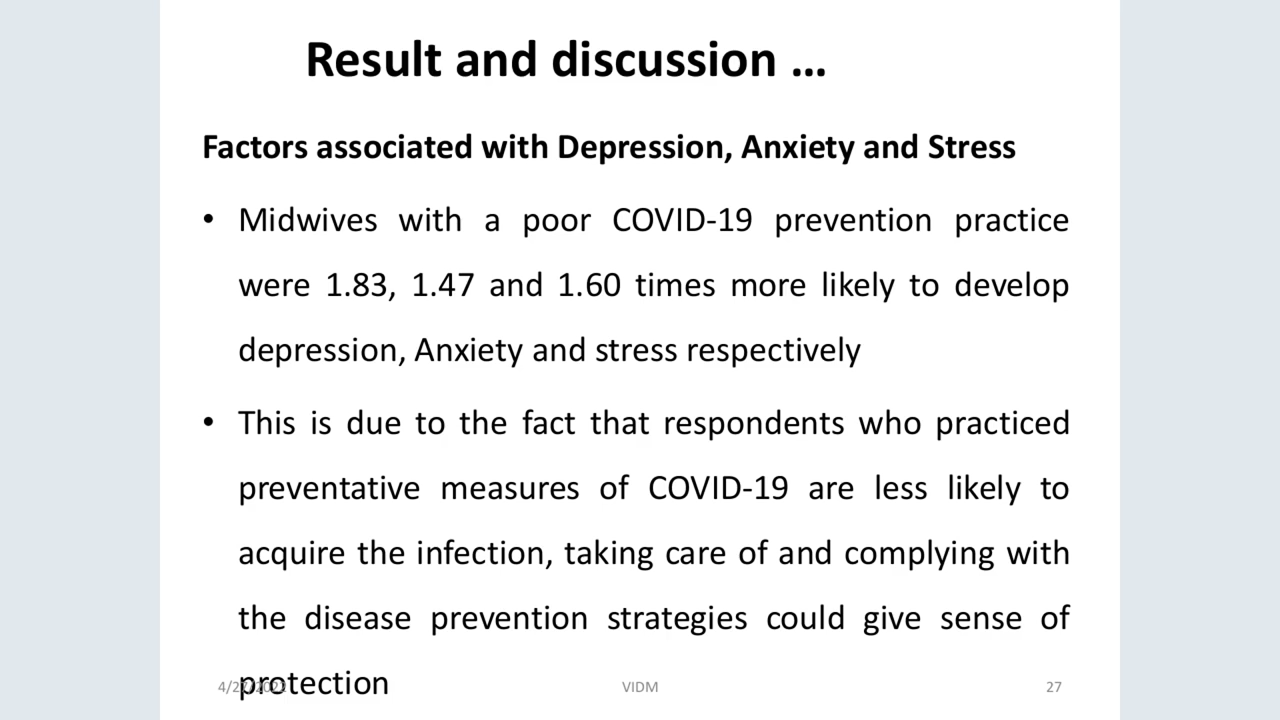 Result and discussion ...
Factors associated with Depression, Anxiety and Stress
• Midwives with a poor COVID-19 prevention practice
were 1.83, 1.47 and 1.60 times more likely to develop
depression, Anxiety and stress respectively
• This is due to the fact that respondents who practiced
preventative measures of COVID-19 are less likely to
acquire the infection, taking care of and complying with
the disease prevention strategies could give sense of
protection
VIDM
27